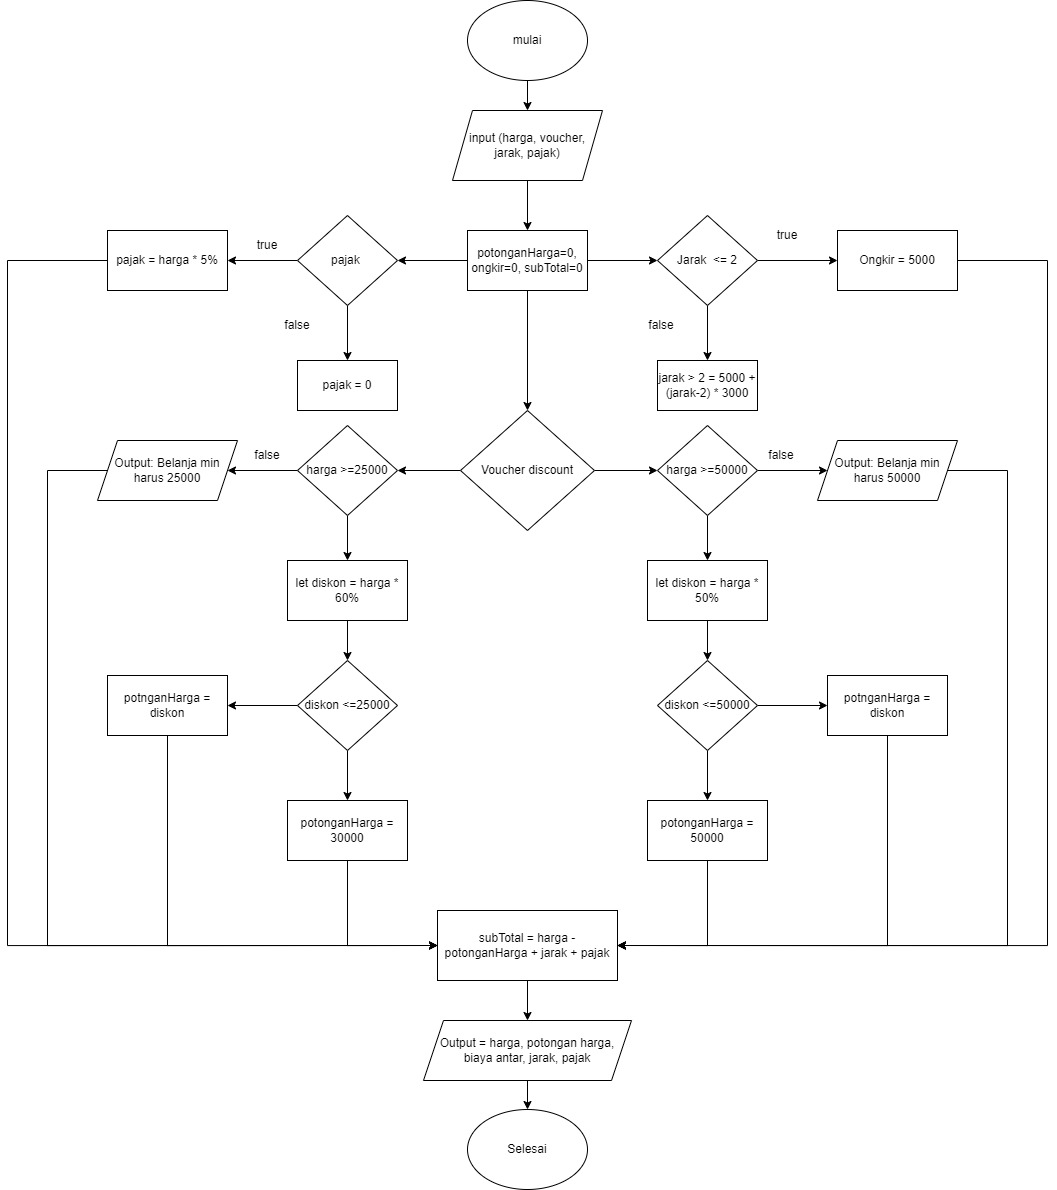 mulai
input (harga, voucher,
jarak, pajak)
pajak = harga * 5%
true
pajak
potonganHarga=0,
ongkir=0, subTotal=0
Jarak <= 2
true
Ongkir = 5000
false
false
pajak = 0
jarak > 2 = 5000 +
(jarak-2) * 3000
Output: Belanja min
harus 25000
false
harga >=25000
Voucher discount
harga >=50000
false
Output: Belanja min
harus 50000
let diskon = harga *
60%
let diskon = harga *
50%
potnganHarga =
diskon
diskon <=25000
diskon <=50000
potnganHarga =
diskon
potonganHarga =
30000
potonganHarga =
50000
subTotal = harga -
potonganHarga + jarak + pajak
Output = harga, potongan harga,
biaya antar, jarak, pajak
Selesai